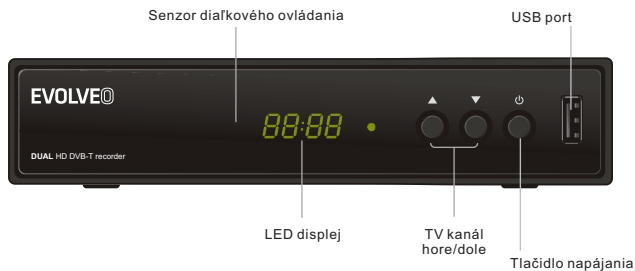 Senzor diaľkového ovládania
USB port
EVOLVEO
88:88
DUAL HD DVB-T recorder
LED displej
TV kanál
hore/dole
Tlačidlo napájania